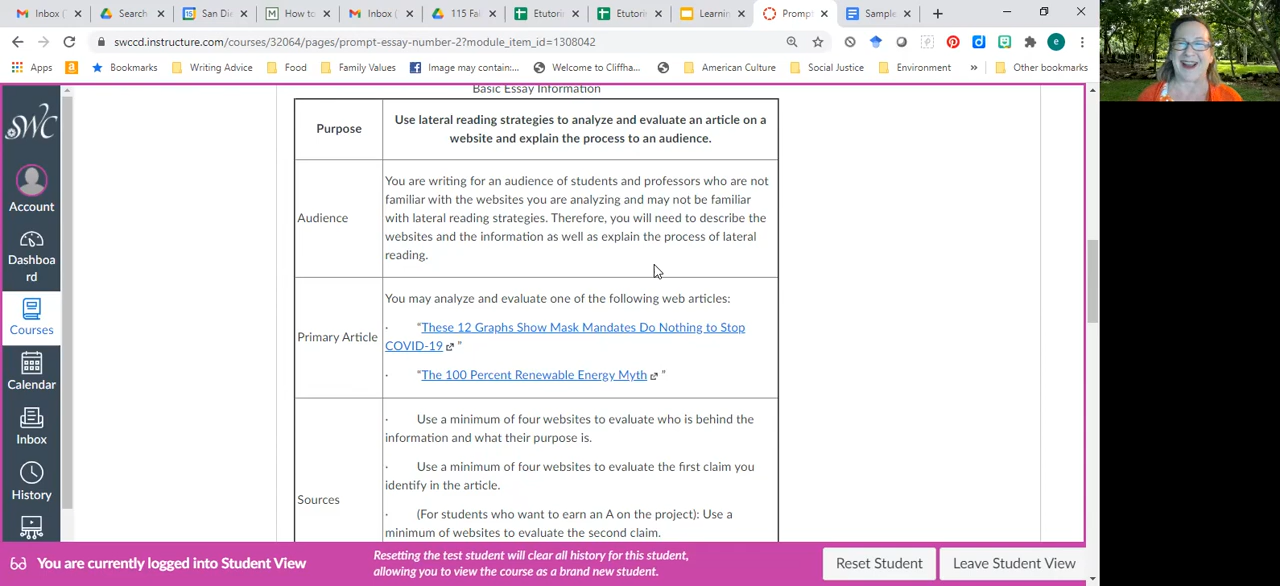 Inbox (
Search
San Die
How to
Inbox (
115 Fal
Etutorin
Etutorin
Learnin
Prompt
Sample
swccd.instructure.com/courses/32064/pages/prompt-essay-number-2?module_item_id=1308042
Apps
Bookmarks
Writing Advice
Food
Family Values
Image may contain:...
Welcome to Cliffha...
American Culture
Social Justice
Environment
»
Other bookmarks
SWC
Account
Dashboa
rd
Courses
Calendar
Inbox
History
Basic Essay Information
Purpose
Use lateral reading strategies to analyze and evaluate an article on a
website and explain the process to an audience.
Audience
You are writing for an audience of students and professors who are not
familiar with the websites you are analyzing and may not be familiar
with lateral reading strategies. Therefore, you will need to describe the
websites and the information as well as explain the process of lateral
reading.
Primary Article
You may analyze and evaluate one of the following web articles:
· “These 12 Graphs Show Mask Mandates Do Nothing to Stop
COVID-19 ”
· “The 100 Percent Renewable Energy Myth ”
Sources
· Use a minimum of four websites to evaluate who is behind the
information and what their purpose is.
· Use a minimum of four websites to evaluate the first claim you
identify in the article.
· (For students who want to earn an A on the project): Use a
minimum of websites to evaluate the second claim.
You are currently logged into Student View
Resetting the test student will clear all history for this student,
allowing you to view the course as a brand new student.
Reset Student
Leave Student View